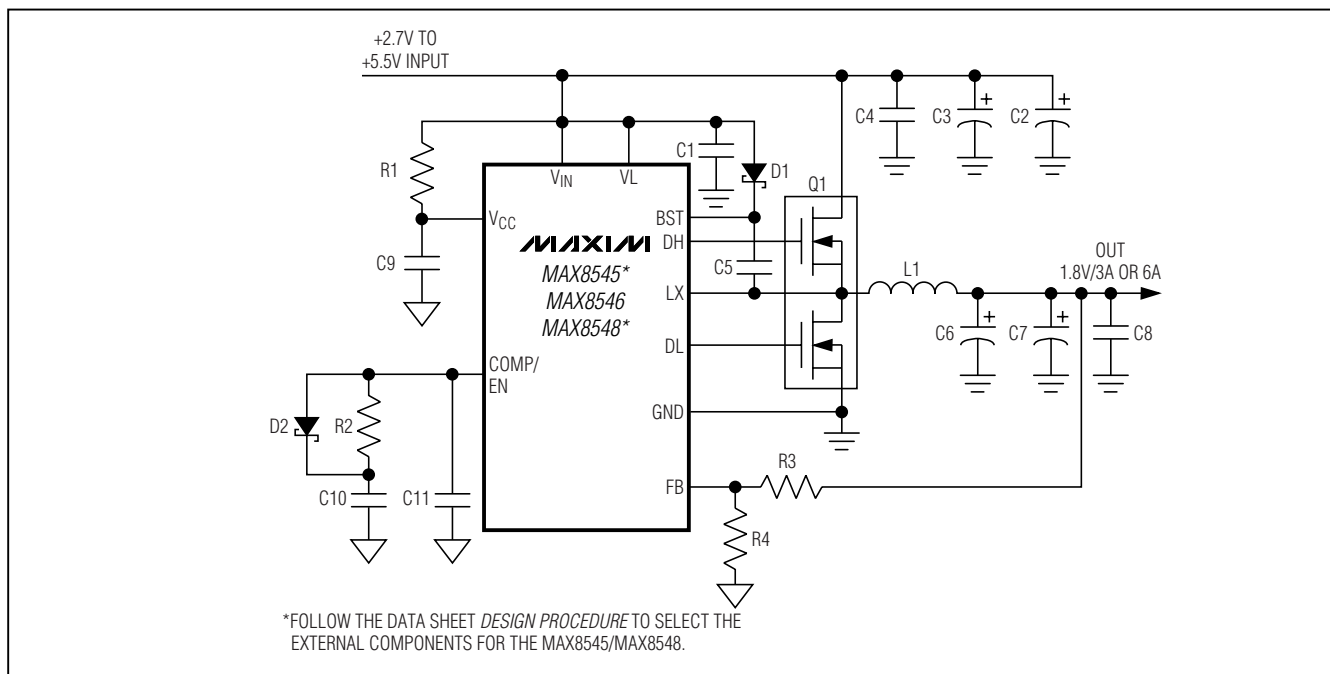 +2.7V TO
+5.5V INPUT
C4
C3
+
C2
+
R1
C1
D1
VIN
VL
Q1
VCC
BST
MAXIM
DH
C9
MAX8545*
C5
OUT
1.8V/3A OR 6A
L1
MAX8546
LX
MAX8548*
+
+
C6
C7
C8
DL
COMP/
EN
D2
R2
GND
R3
C10
C11
FB
R4
*FOLLOW THE DATA SHEET DESIGN PROCEDURE TO SELECT THE
EXTERNAL COMPONENTS FOR THE MAX8545/MAX8548.